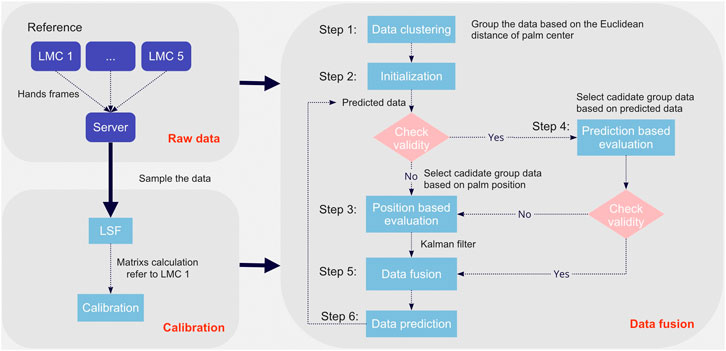 Reference
LMC 1
...
LMC 5
Hands frames
Server
Raw data
Sample the data
LSF
Matrixs calculation
refer to LMC 1
Calibration
Calibration
Step 1:
Data clustering
Group the data based on the Euclidean
distance of palm center
Step 2:
Initialization
Predicted data
Select cadidate group data
based on predicted data
Check
validity
Yes
Step 4:
Prediction based
evaluation
No
Select cadidate group data
based on palm position
Step 3:
Position based
evaluation
No
Check
validity
Kalman filter
Step 5:
Data fusion
Yes
Step 6:
Data prediction
Data fusion